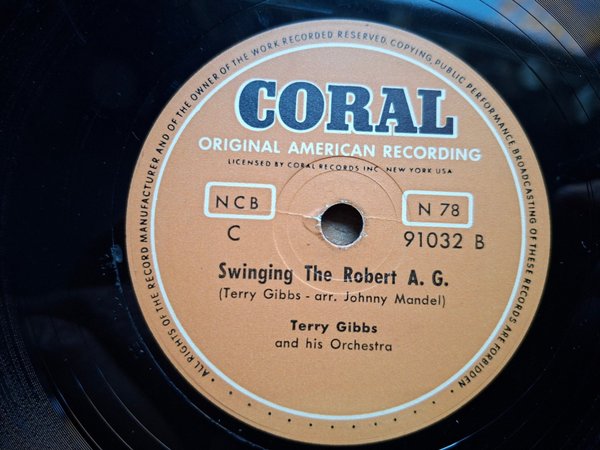 ALL RIGHTS OF THE RECORD MANUFACTURER AND OF THE OWNER OF THE WORK RECORDED RESERVED. COPYING PUBLIC PERFORMANCE, BROADCASTING OF THESE RECORDS ARE FORBIDDEN
CORAL
ORIGINAL AMERICAN RECORDING
LICENSED BY CORAL RECORDS INC. NEW YORK USA
NCB
N 78
C
91032 B
Swinging The Robert A. G.
(Terry Gibbs - arr. Johnny Mandel)
Terry Gibbs
and his Orchestra